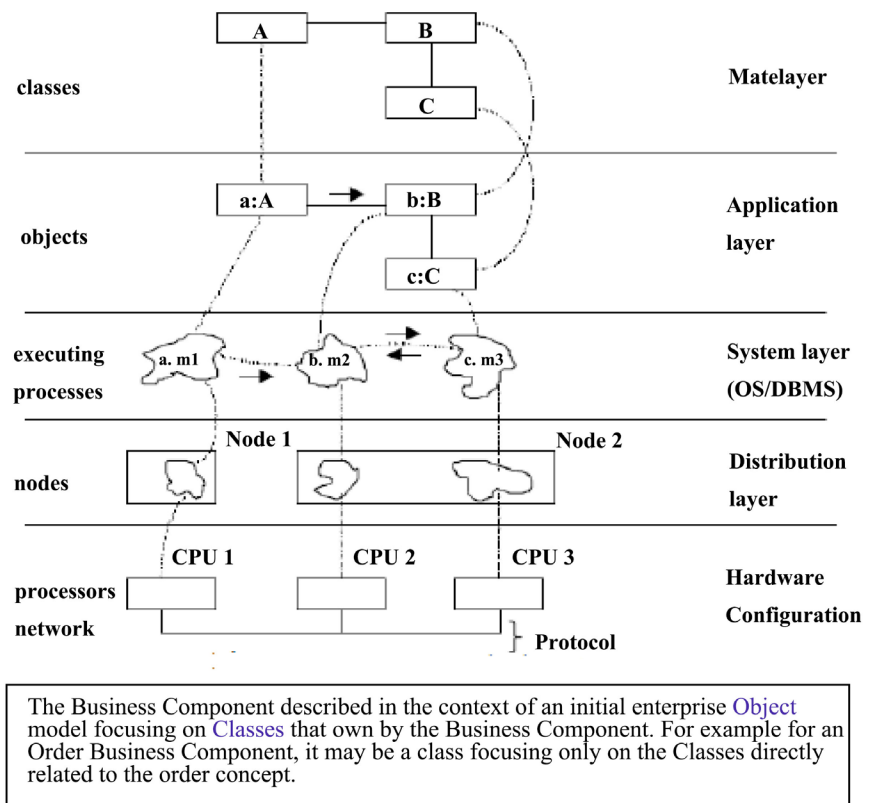 A
B
classes
Matelayer
C
a:A
b:B
Application
layer
objects
c:C
executing
processes
a. m1
b. m2
c. m3
System layer
(OS/DBMS)
Node 1
Node 2
nodes
Distribution
layer
CPU 1
CPU 2
CPU 3
processors
network
Hardware
Configuration
Protocol
The Business Component described in the context of an initial enterprise Object
model focusing on Classes that own by the Business Component. For example for an
Order Business Component, it may be a class focusing only on the Classes directly
related to the order concept.